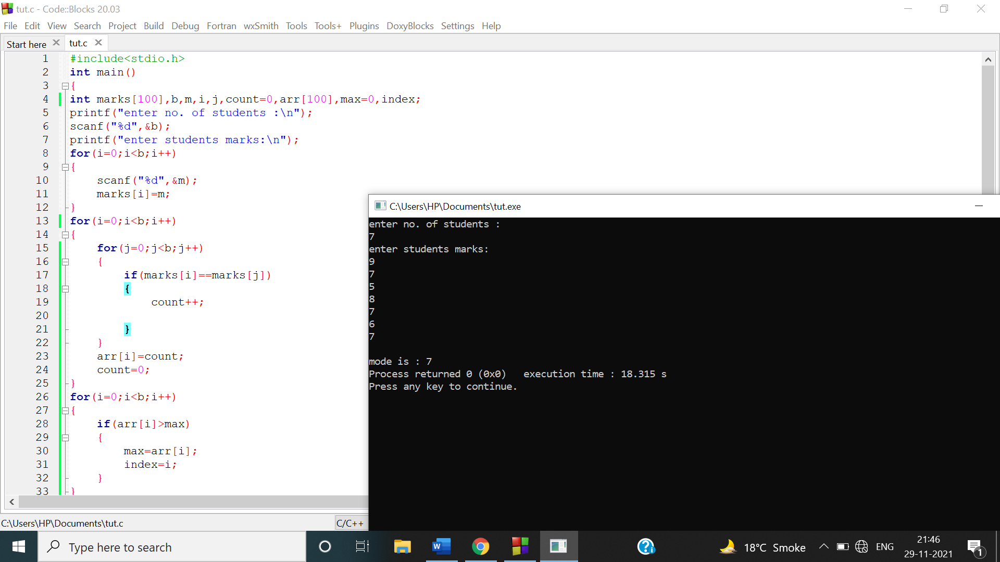 tut.c - Code::Blocks 20.03
File Edit View Search Project Build Debug Fortran wxSmith Tools Tools+ Plugins DoxyBlocks Settings Help
Start here tut.c
1 #include<stdio.h>
2 int main()
3 {
4 int marks[100],b,m,i,j,count=0,arr[100],max=0,index;
5 printf("enter no. of students :\n");
6 scanf("%d",&b);
7 printf("enter students marks:\n");
8 for(i=0;i<b;i++)
9 {
10 scanf("%d",&m);
11 marks[i]=m;
12 }
13 for(i=0;i<b;i++)
14 {
15 for(j=0;j<b;j++)
16 {
17 if(marks[i]==marks[j])
18 {
19 count++;
20
21 }
22 }
23 arr[i]=count;
24 count=0;
25 }
26 for(i=0;i<b;i++)
27 {
28 if(arr[i]>max)
29 {
30 max=arr[i];
31 index=i;
32 }
33 }
C:\Users\HP\Documents\tut.exe
enter no. of students :
7
enter students marks:
9
7
5
8
7
6
7
mode is : 7
Process returned 0 (0x0) execution time : 18.315 s
Press any key to continue.
C:\Users\HP\Documents\tut.c C/C++
Type here to search
18°C Smoke ENG 21:46
29-11-2021
1